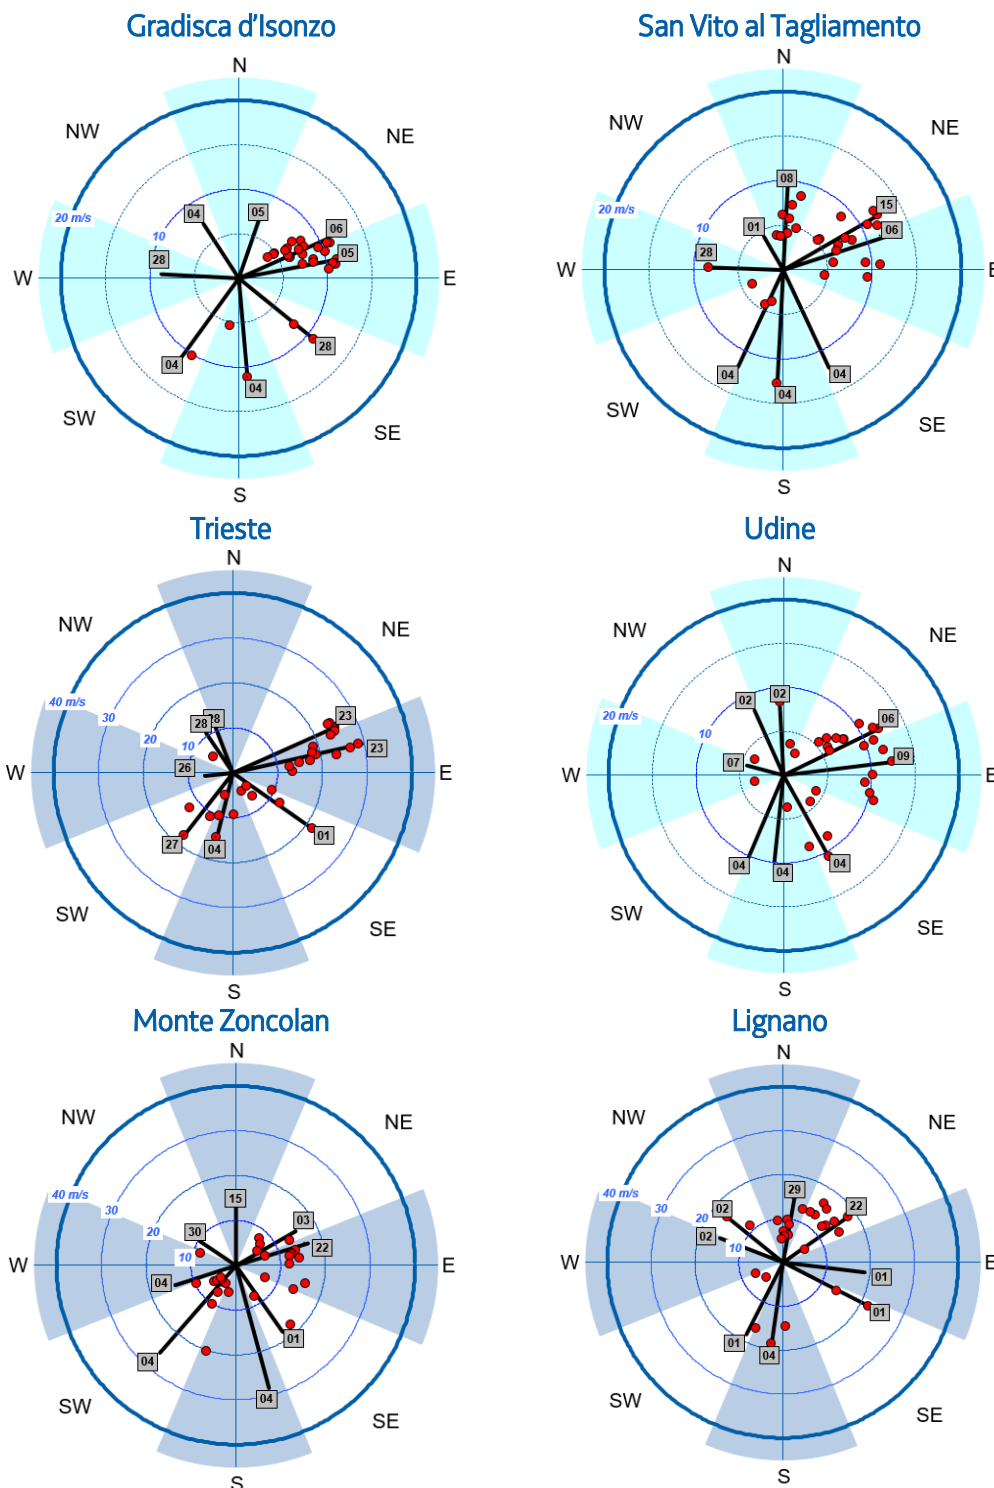 Gradisca d'Isonzo
N
NW
NE
20 m/s
10
04
05
06
05
28
W
E
28
04
04
SW
SE
S
San Vito al Tagliamento
N
NW
NE
20 m/s
10
08
15
01
06
28
W
E
04
04
04
SW
SE
S
Trieste
N
NW
NE
40 m/s
30
20
10
28
28
23
23
26
W
E
27
04
01
SW
SE
S
Udine
N
NW
NE
20 m/s
10
02
02
06
09
07
W
E
04
04
04
SW
SE
S
Monte Zoncolan
N
NW
NE
40 m/s
30
20
10
15
30
03
22
W
E
04
01
04
04
SW
SE
S
Lignano
N
NW
NE
40 m/s
30
20
10
29
02
22
02
W
E
01
01
01
04
SW
SE
S